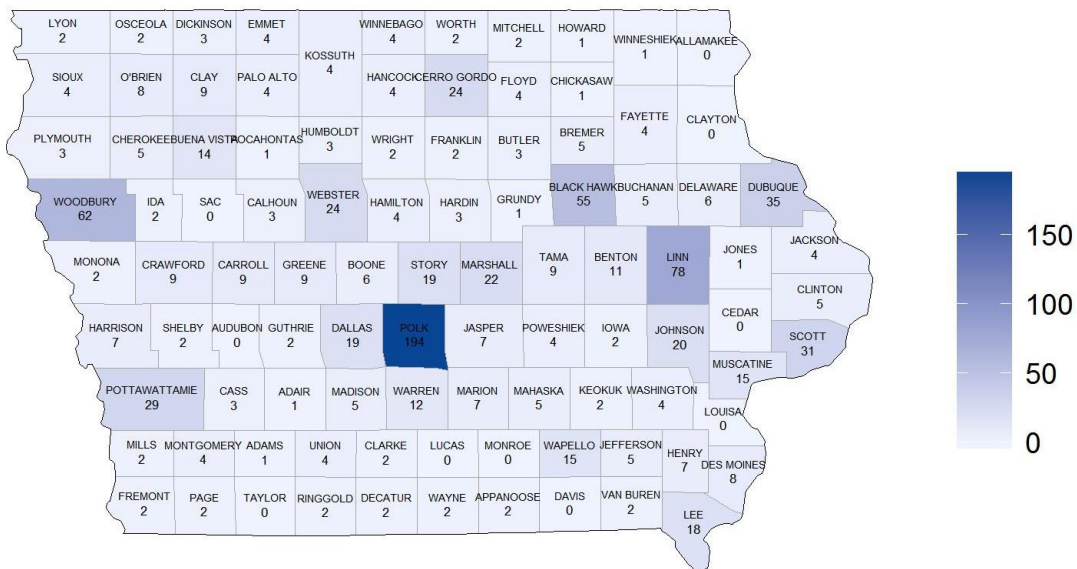 LYON
2
OSCEOLA
2
DICKINSON
3
EMMET
4
KOSSUTH
4
WINNEBAGO
4
WORTH
2
MITCHELL
2
HOWARD
1
WINNESHIEK
1
ALLAMAKEE
0
SIOUX
4
O'BRIEN
8
CLAY
9
PALO ALTO
4
HANCOCK
4
CERRO GORDO
24
FLOYD
4
CHICKASAW
1
PLYMOUTH
3
CHEROKEE
5
BUENA VISTA
14
POCAHONTAS
1
HUMBOLDT
3
WRIGHT
2
FRANKLIN
2
BUTLER
3
BREMER
5
FAYETTE
4
CLAYTON
0
WOODBURY
62
IDA
2
SAC
0
CALHOUN
3
WEBSTER
24
HAMILTON
4
HARDIN
3
GRUNDY
1
BLACK HAWK
55
BUCHANAN
5
DELAWARE
6
DUBUQUE
35
MONONA
2
CRAWFORD
9
CARROLL
9
GREENE
9
BOONE
6
STORY
19
MARSHALL
22
TAMA
9
BENTON
11
LINN
78
JONES
1
JACKSON
4
CLINTON
5
HARRISON
7
SHELBY
2
AUDUBON
0
GUTHRIE
2
DALLAS
19
POLK
194
JASPER
7
POWESHIEK
4
IOWA
2
JOHNSON
20
CEDAR
0
SCOTT
31
MUSCATINE
15
POTTAWATTAMIE
29
CASS
3
ADAIR
1
MADISON
5
WARREN
12
MARION
7
MAHASKA
5
KEOKUK
2
WASHINGTON
4
LOUISA
0
MILLS
2
MONTGOMERY
4
ADAMS
1
UNION
4
CLARKE
2
LUCAS
0
MONROE
0
WAPELLO
15
JEFFERSON
5
HENRY
7
DES MOINES
8
FREMONT
2
PAGE
2
TAYLOR
0
RINGGOLD
2
DECATUR
2
WAYNE
2
APPANOOSE
2
DAVIS
0
VAN BUREN
2
LEE
18
150
100
50
0